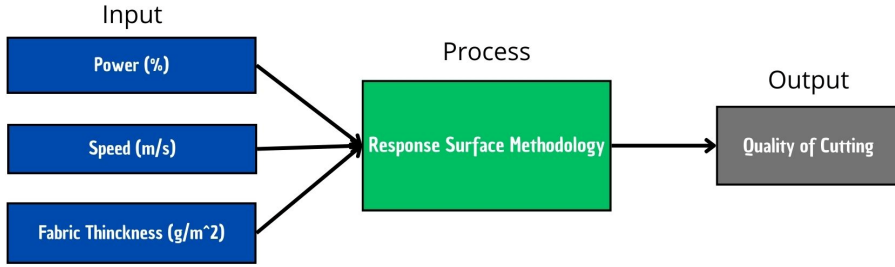 Input
Power (%)
Speed (m/s)
Fabric Thinckness (g/m^2)
Process
Response Surface Methodology
Output
Quality of Cutting